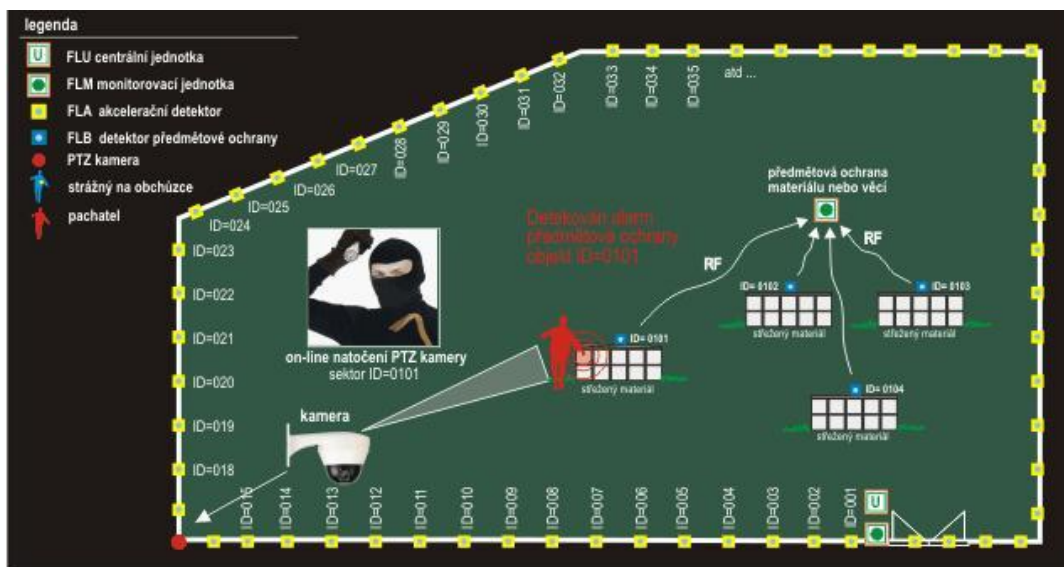 legenda
U
FLU centrální jednotka
FLM monitorovací jednotka
FLA akcelerační detektor
FLB detektor předmětové ochrany
PTZ kamera
strážný na obchůzce
pachatel
ID=033
ID=034
ID=035
atd ...
ID=032
ID=031
ID=030
ID=029
ID=028
ID=027
ID=026
ID=025
ID=024
ID=023
ID=022
ID=021
ID=020
ID=019
ID=018
předmětová ochrana
materiálu nebo věcí
Detekován alarm
předmětové ochrany
objekt ID=0101
RF
RF
ID= 0102
střežený materiál
ID= 0103
střežený materiál
ID= 0101
střežený materiál
ID= 0104
střežený materiál
on-line natočení PTZ kamery
sektor ID=0101
kamera
ID=015
ID=014
ID=013
ID=012
ID=011
ID=010
ID=009
ID=008
ID=007
ID=006
ID=005
ID=004
ID=003
ID=002
ID=001
U